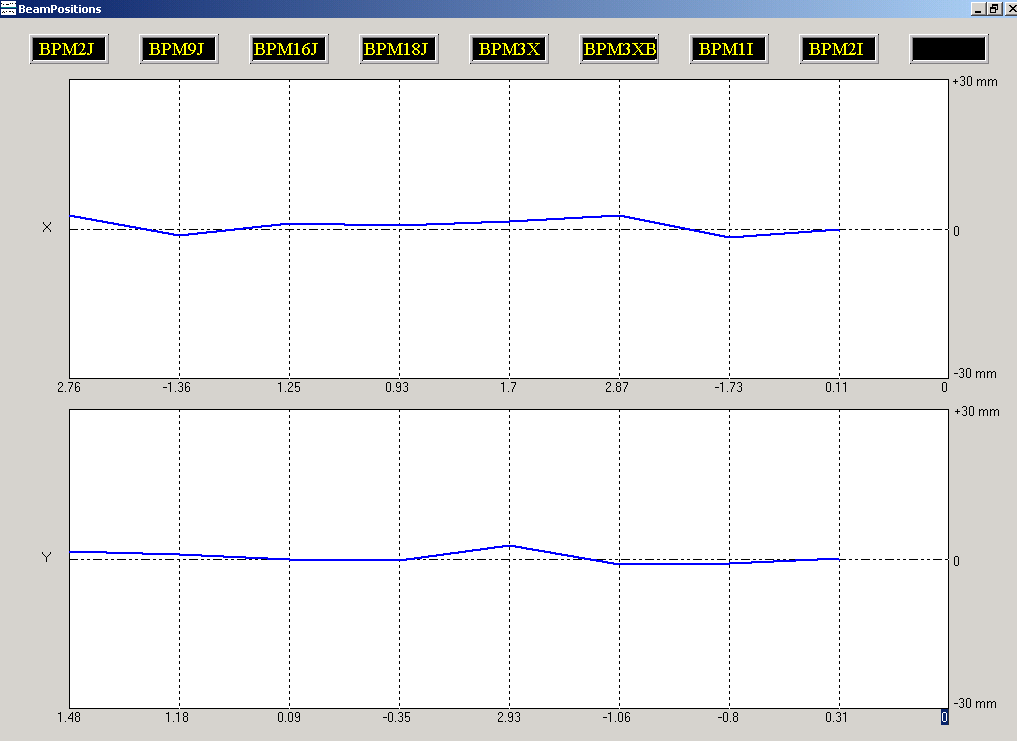 BeamPositions
BPM2J BPM9J BPM16J BPM18J BPM3X BPM3XB BPM1I BPM2I
+30 mm
X
0
-30 mm
2.76 -1.36 1.25 0.93 1.7 2.87 -1.73 0.11 0
+30 mm
Y
0
-30 mm
1.48 1.18 0.09 -0.35 2.93 -1.06 -0.8 0.31 0